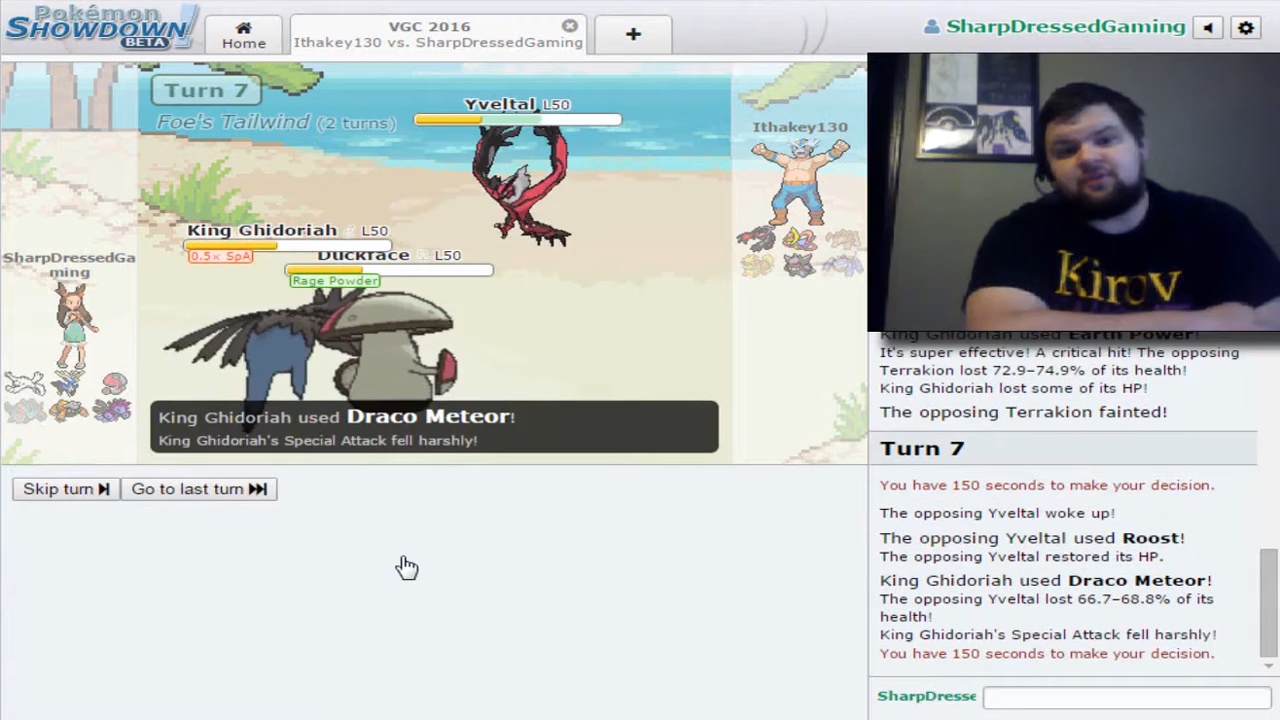 Pokémon
SHOWDOWN!
BETA
Home
VGC 2016
Ithakey130 vs. SharpDressedGaming
+
SharpDressedGaming
Turn 7
Foe's Tailwind (2 turns)
Yveltal L50
Ithakey130
King Ghidoriah L50
0.5× SpA
Duckface L50
Rage Powder
SharpDressedGa
ming
King Ghidoriah used Draco Meteor!
King Ghidoriah's Special Attack fell harshly!
Skip turn
Go to last turn
Kirov
King Ghidoriah used Earth Power!
It's super effective! A critical hit! The opposing
Terrakion lost 72.9–74.9% of its health!
King Ghidoriah lost some of its HP!
The opposing Terrakion fainted!
Turn 7
You have 150 seconds to make your decision.
The opposing Yveltal woke up!
The opposing Yveltal used Roost!
The opposing Yveltal restored its HP.
King Ghidoriah used Draco Meteor!
The opposing Yveltal lost 66.7–68.8% of its
health!
King Ghidoriah's Special Attack fell harshly!
You have 150 seconds to make your decision.
SharpDresse